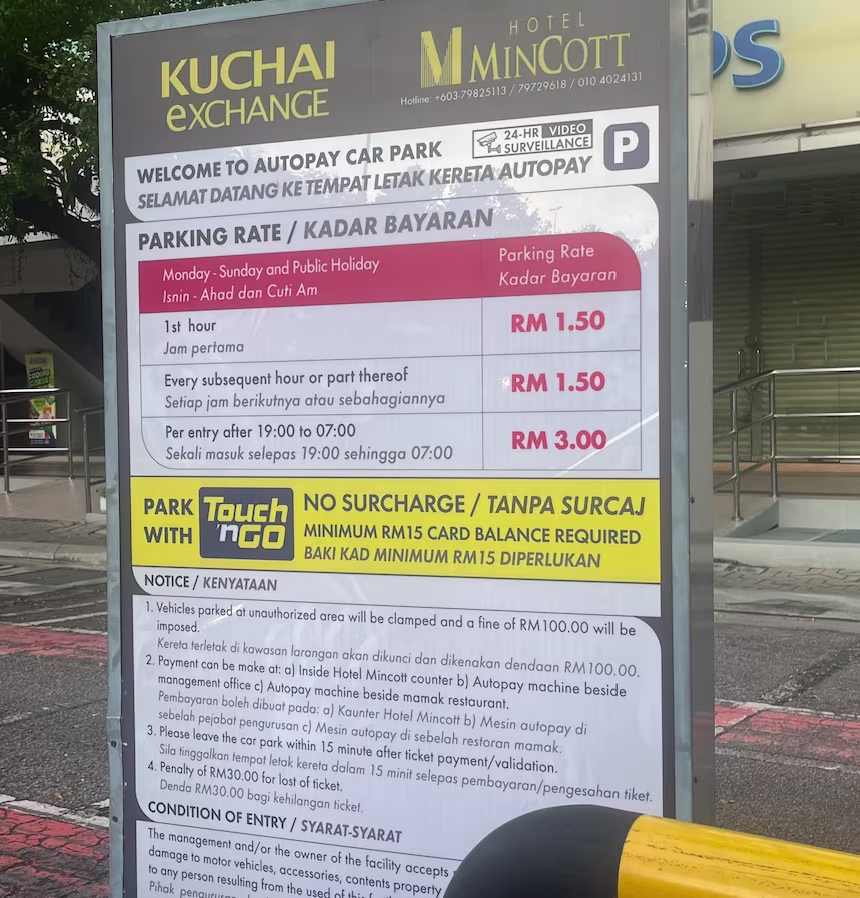 KUCHAI
eXCHANGE
HOTEL
MINCOTT
Hotline: +603-79825113 / 79729618 / 010 4024131
PS
WELCOME TO AUTOPAY CAR PARK
SELAMAT DATANG KE TEMPAT LETAK KERETA AUTOPAY
24-HR VIDEO
SURVEILLANCE
P
PARKING RATE / KADAR BAYARAN
Monday - Sunday and Public Holiday
Isnin - Ahad dan Cuti Am
Parking Rate
Kadar Bayaran
1st hour
Jam pertama
RM 1.50
Every subsequent hour or part thereof
Setiap jam berikutnya atau sebahagiannya
RM 1.50
Per entry after 19:00 to 07:00
Sekali masuk selepas 19:00 sehingga 07:00
RM 3.00
PARK
WITH
Touch
'nGO
NO SURCHARGE / TANPA SURCAJ
MINIMUM RM15 CARD BALANCE REQUIRED
BAKI KAD MINIMUM RM15 DIPERLUKAN
NOTICE / KENYATAAN
1. Vehicles parked at unauthorized area will be clamped and a fine of RM100.00 will be
imposed.
Kereta terletak di kawasan larangan akan dikunci dan dikenakan dendaan RM100.00.
2. Payment can be make at: a) Inside Hotel Mincott counter b) Autopay machine beside
management office c) Autopay machine beside mamak restaurant.
Pembayaran boleh dibuat pada: a) Kaunter Hotel Mincott b) Mesin autopay di
sebelah pejabat pengurusan c) Mesin autopay di sebelah restoran mamak.
3. Please leave the car park within 15 minute after ticket payment/validation.
Sila tinggalkan tempat letak kereta dalam 15 minit selepas pembayaran/pengesahan tiket.
4. Penalty of RM30.00 for lost of ticket.
Denda RM30.00 bagi kehilangan ticket.
CONDITION OF ENTRY / SYARAT-SYARAT
The management and/or the owner of the facility accepts
damage to motor vehicles, accessories, contents property
to any person resulting from the used of this
Pihak pengurusan